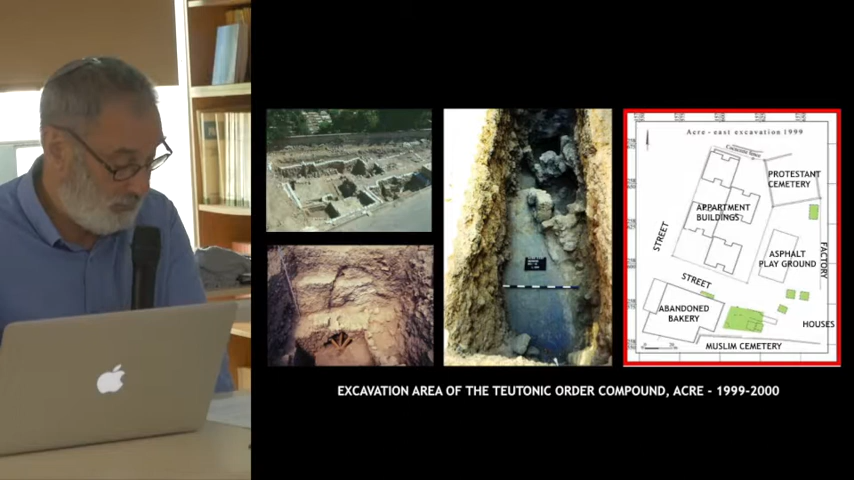 Acre - east excavation 1999
PROTESTANT
CEMETERY
APPARTMENT
BUILDINGS
STREET
ASPHALT
PLAY GROUND
FACTORY
STREET
ABANDONED
BAKERY
HOUSES
MUSLIM CEMETERY
EXCAVATION AREA OF THE TEUTONIC ORDER COMPOUND, ACRE - 1999-2000